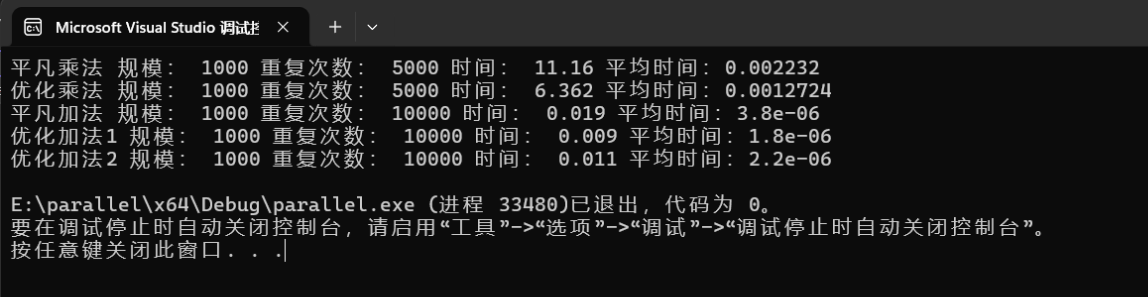 Microsoft Visual Studio 调试控
平凡乘法 规模: 1000 重复次数: 5000 时间: 11.16 平均时间:0.002232
优化乘法 规模: 1000 重复次数: 5000 时间: 6.362 平均时间:0.0012724
平凡加法 规模: 1000 重复次数: 10000 时间: 0.019 平均时间:3.8e-06
优化加法1 规模: 1000 重复次数: 10000 时间: 0.009 平均时间:1.8e-06
优化加法2 规模: 1000 重复次数: 10000 时间: 0.011 平均时间:2.2e-06
E:\parallel\x64\Debug\parallel.exe (进程 33480)已退出,代码为 0。
要在调试停止时自动关闭控制台,请启用“工具”->“选项”->“调试”->“调试停止时自动关闭控制台”。
按任意键关闭此窗口. . .